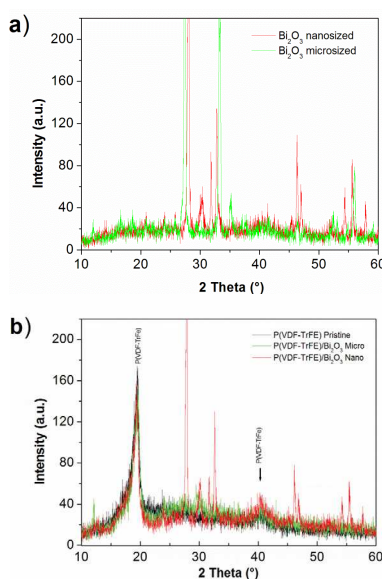 a)
Bi₂O₃ nanosized
Bi₂O₃ microsized
Intensity (a.u.)
200
160
120
80
40
0
10 20 30 40 50 60
2 Theta (°)
b)
P(VDF-TrFe) Pristine
P(VDF-TrFE)/Bi₂O₃ Micro
P(VDF-TrFE)/Bi₂O₃ Nano
P(VDF-TrFe)
P(VDF-TrFe)
Intensity (a.u.)
200
160
120
80
40
0
10 20 30 40 50 60
2 Theta (°)